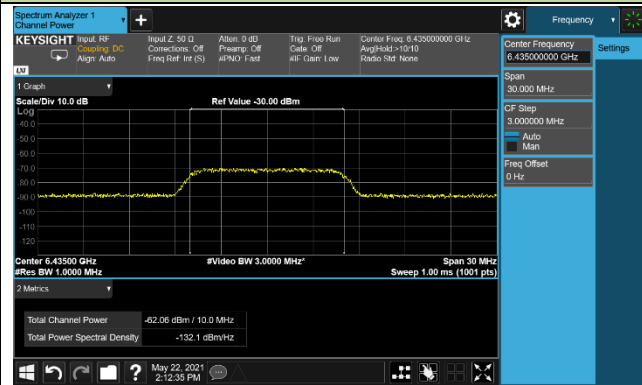 Spectrum Analyzer 1
Channel Power
Frequency
KEYSIGHT
Input: RF
Coupling: DC
Align: Auto
Input Z: 50 Ω
Corrections: Off
Freq Ref: Int (S)
Atten: 0 dB
Preamp: Off
#PNO: Fast
Trig: Free Run
Gate: Off
#IF Gain: Low
Center Freq: 6.435000000 GHz
Avg|Hold:>10/10
Radio Std: None
LXI
Center Frequency
6.435000000 GHz
Settings
Span
30.000 MHz
CF Step
3.000000 MHz
Auto
Man
Freq Offset
0 Hz
1 Graph
Scale/Div 10.0 dB
Ref Value -30.00 dBm
Log
-40.0
-50.0
-60.0
-70.0
-80.0
-90.0
-100
-110
-120
Center 6.43500 GHz
#Video BW 3.0000 MHz*
Span 30 MHz
#Res BW 1.0000 MHz
Sweep 1.00 ms (1001 pts)
2 Metrics
Total Channel Power
-62.06 dBm / 10.0 MHz
Total Power Spectral Density
-132.1 dBm/Hz
May 22, 2021
2:12:35 PM